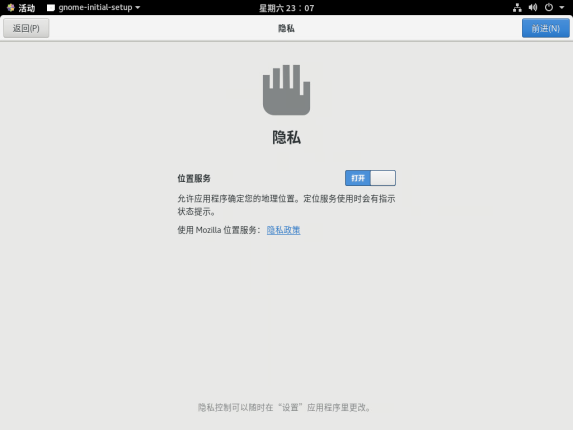 活动 gnome-initial-setup 星期六 23：07
返回(P) 隐私 前进(N)
隐私
位置服务 打开
允许应用程序确定您的地理位置。定位服务使用时会有指示
状态提示。
使用 Mozilla 位置服务： 隐私政策
隐私控制可以随时在“设置”应用程序里更改。